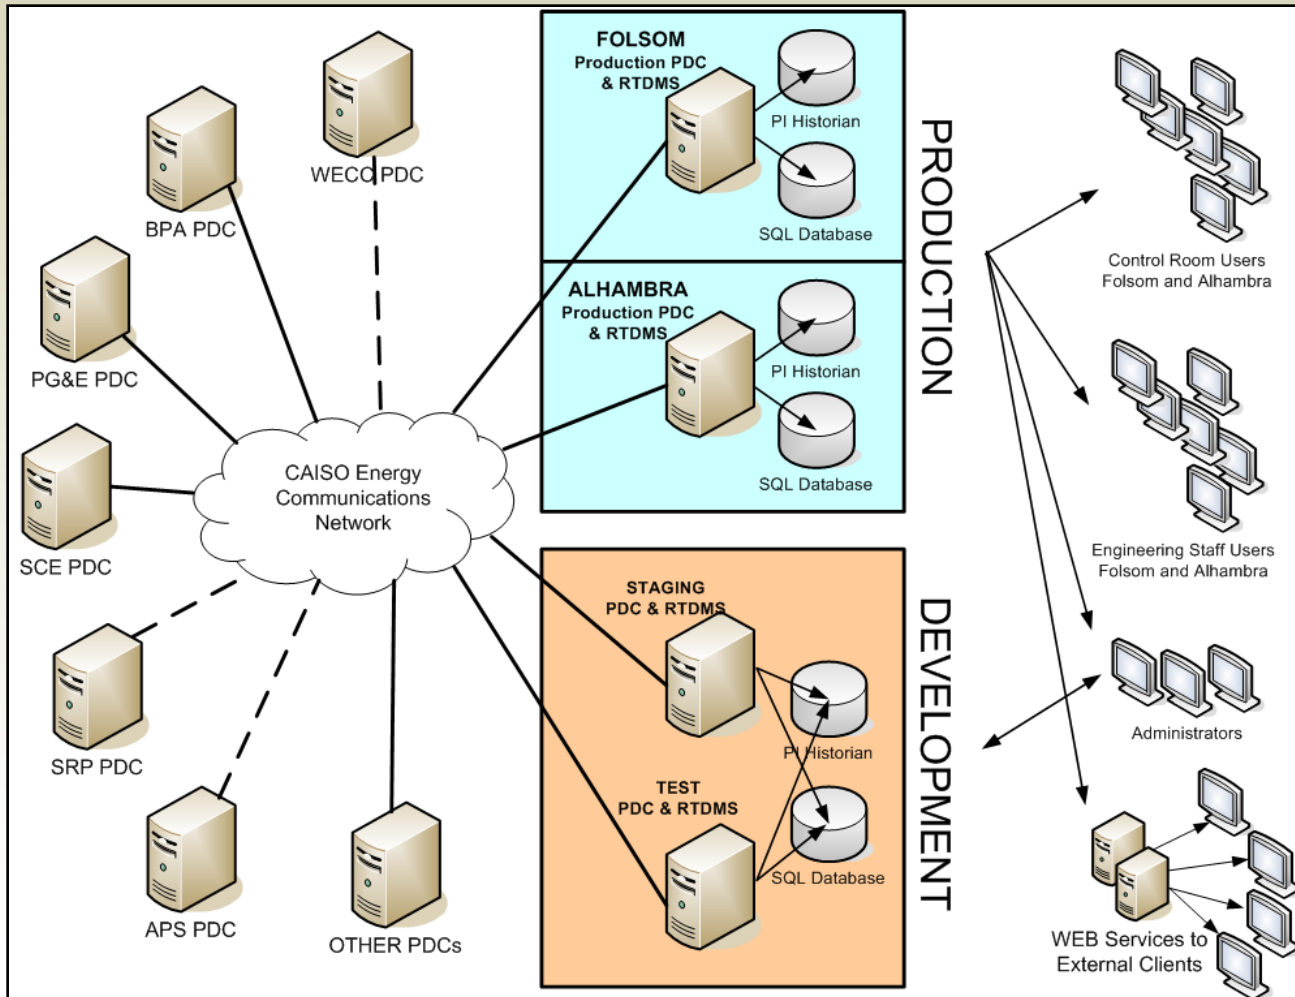 WECC PDC
BPA PDC
PG&E PDC
SCE PDC
SRP PDC
APS PDC
OTHER PDCs
CAISO Energy
Communications
Network
FOLSOM
Production PDC
& RTDMS
PI Historian
SQL Database
ALHAMBRA
Production PDC
& RTDMS
PI Historian
SQL Database
PRODUCTION
STAGING
PDC & RTDMS
PI Historian
TEST
PDC & RTDMS
SQL Database
DEVELOPMENT
Control Room Users
Folsom and Alhambra
Engineering Staff Users
Folsom and Alhambra
Administrators
WEB Services to
External Clients